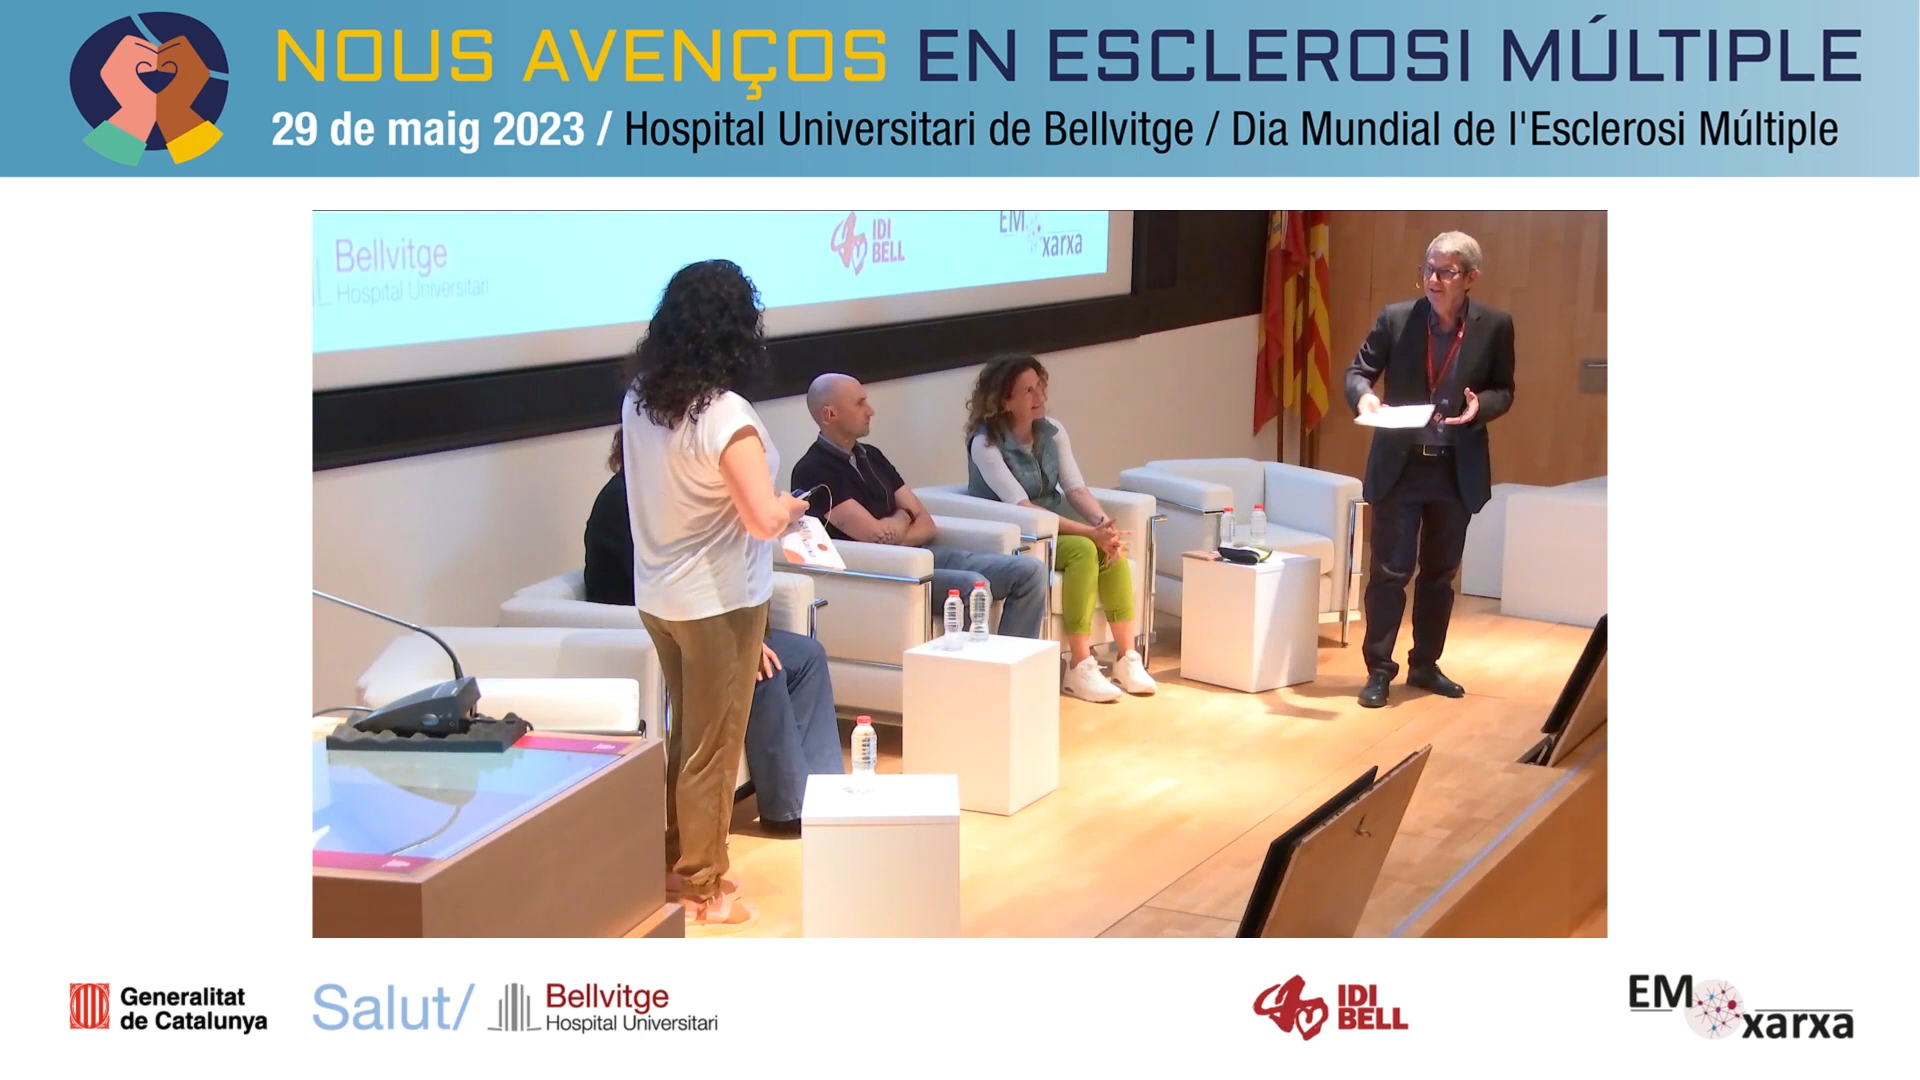 NOUS AVENÇOS EN ESCLEROSI MÚLTIPLE
29 de maig 2023 / Hospital Universitari de Bellvitge / Dia Mundial de l'Esclerosi Múltiple
Bellvitge
Hospital Universitari
IDI
BELL
EM
xarxa
Generalitat
de Catalunya
Salut/
Bellvitge
Hospital Universitari
IDI
BELL
EM
xarxa